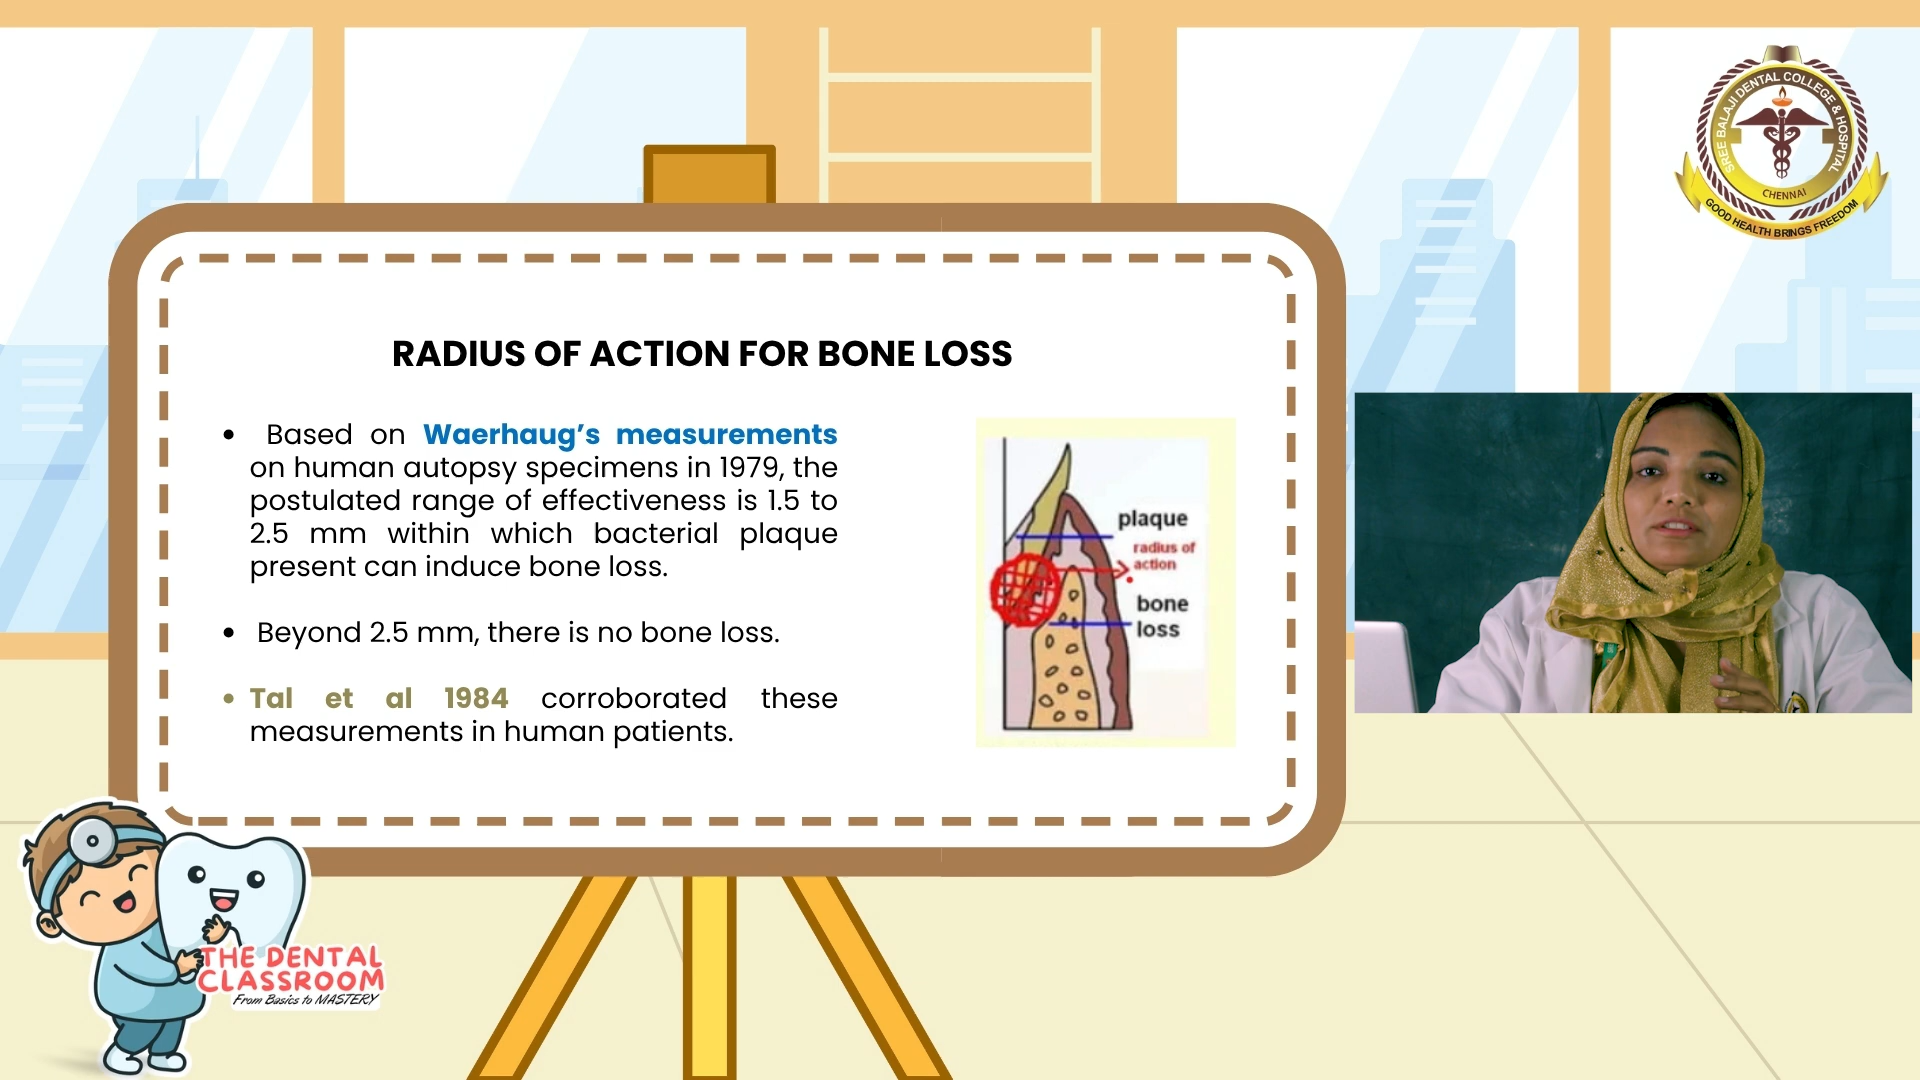 SREE BALAJI DENTAL COLLEGE & HOSPITAL
CHENNAI
GOOD HEALTH BRINGS FREEDOM
RADIUS OF ACTION FOR BONE LOSS
• Based on Waerhaug’s measurements
on human autopsy specimens in 1979, the
postulated range of effectiveness is 1.5 to
2.5 mm within which bacterial plaque
present can induce bone loss.
• Beyond 2.5 mm, there is no bone loss.
• Tal et al 1984 corroborated these
measurements in human patients.
plaque
radius of
action
bone
loss
THE DENTAL
CLASSROOM
From Basics to MASTERY